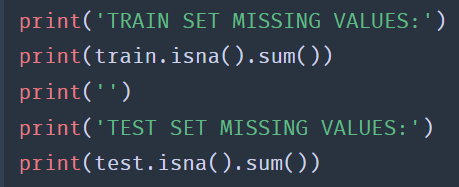 print('TRAIN SET MISSING VALUES:')
print(train.isna().sum())
print('')
print('TEST SET MISSING VALUES:')
print(test.isna().sum())